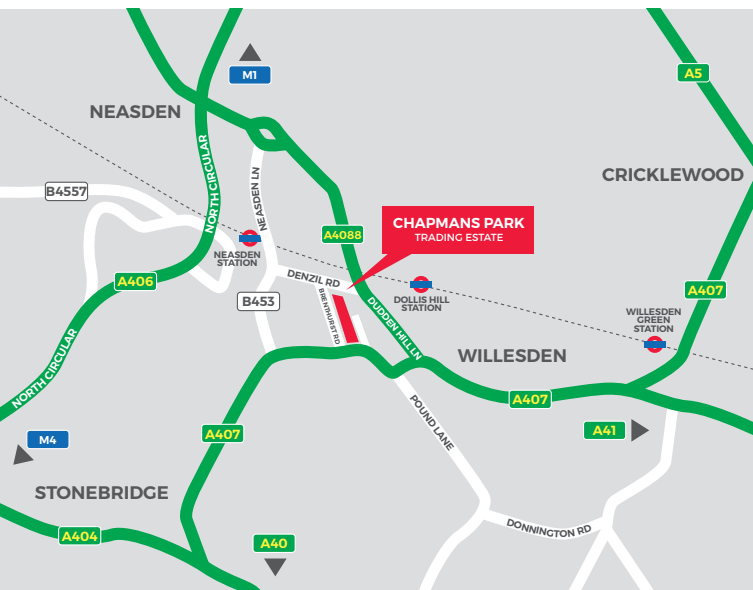 M1
A5
NEASDEN
NORTH CIRCULAR
CRICKLEWOOD
B4557
NEASDEN LN
CHAPMANS PARK
TRADING ESTATE
A4088
NEASDEN
STATION
A406
DENZIL RD
BRENTHURST RD
B453
DOLLIS HILL
STATION
A407
DUDDEN HILL LN
WILLESDEN
GREEN
STATION
NORTH CIRCULAR
WILLESDEN
A407
POUND LANE
A407
A41
M4
STONEBRIDGE
A404
A40
DONNINGTON RD